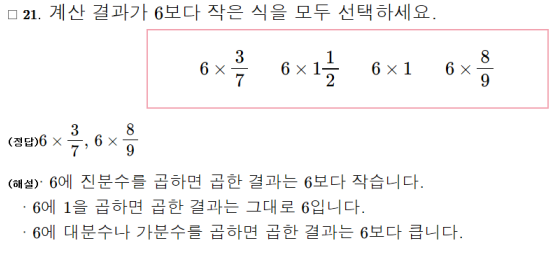 □ 21. 계산 결과가 6보다 작은 식을 모두 선택하세요.
6 × 3/7 6 × 1 1/2 6 × 1 6 × 8/9
(정답) 6 × 3/7, 6 × 8/9
(해설)· 6에 진분수를 곱하면 곱한 결과는 6보다 작습니다.
· 6에 1을 곱하면 곱한 결과는 그대로 6입니다.
· 6에 대분수나 가분수를 곱하면 곱한 결과는 6보다 큽니다.